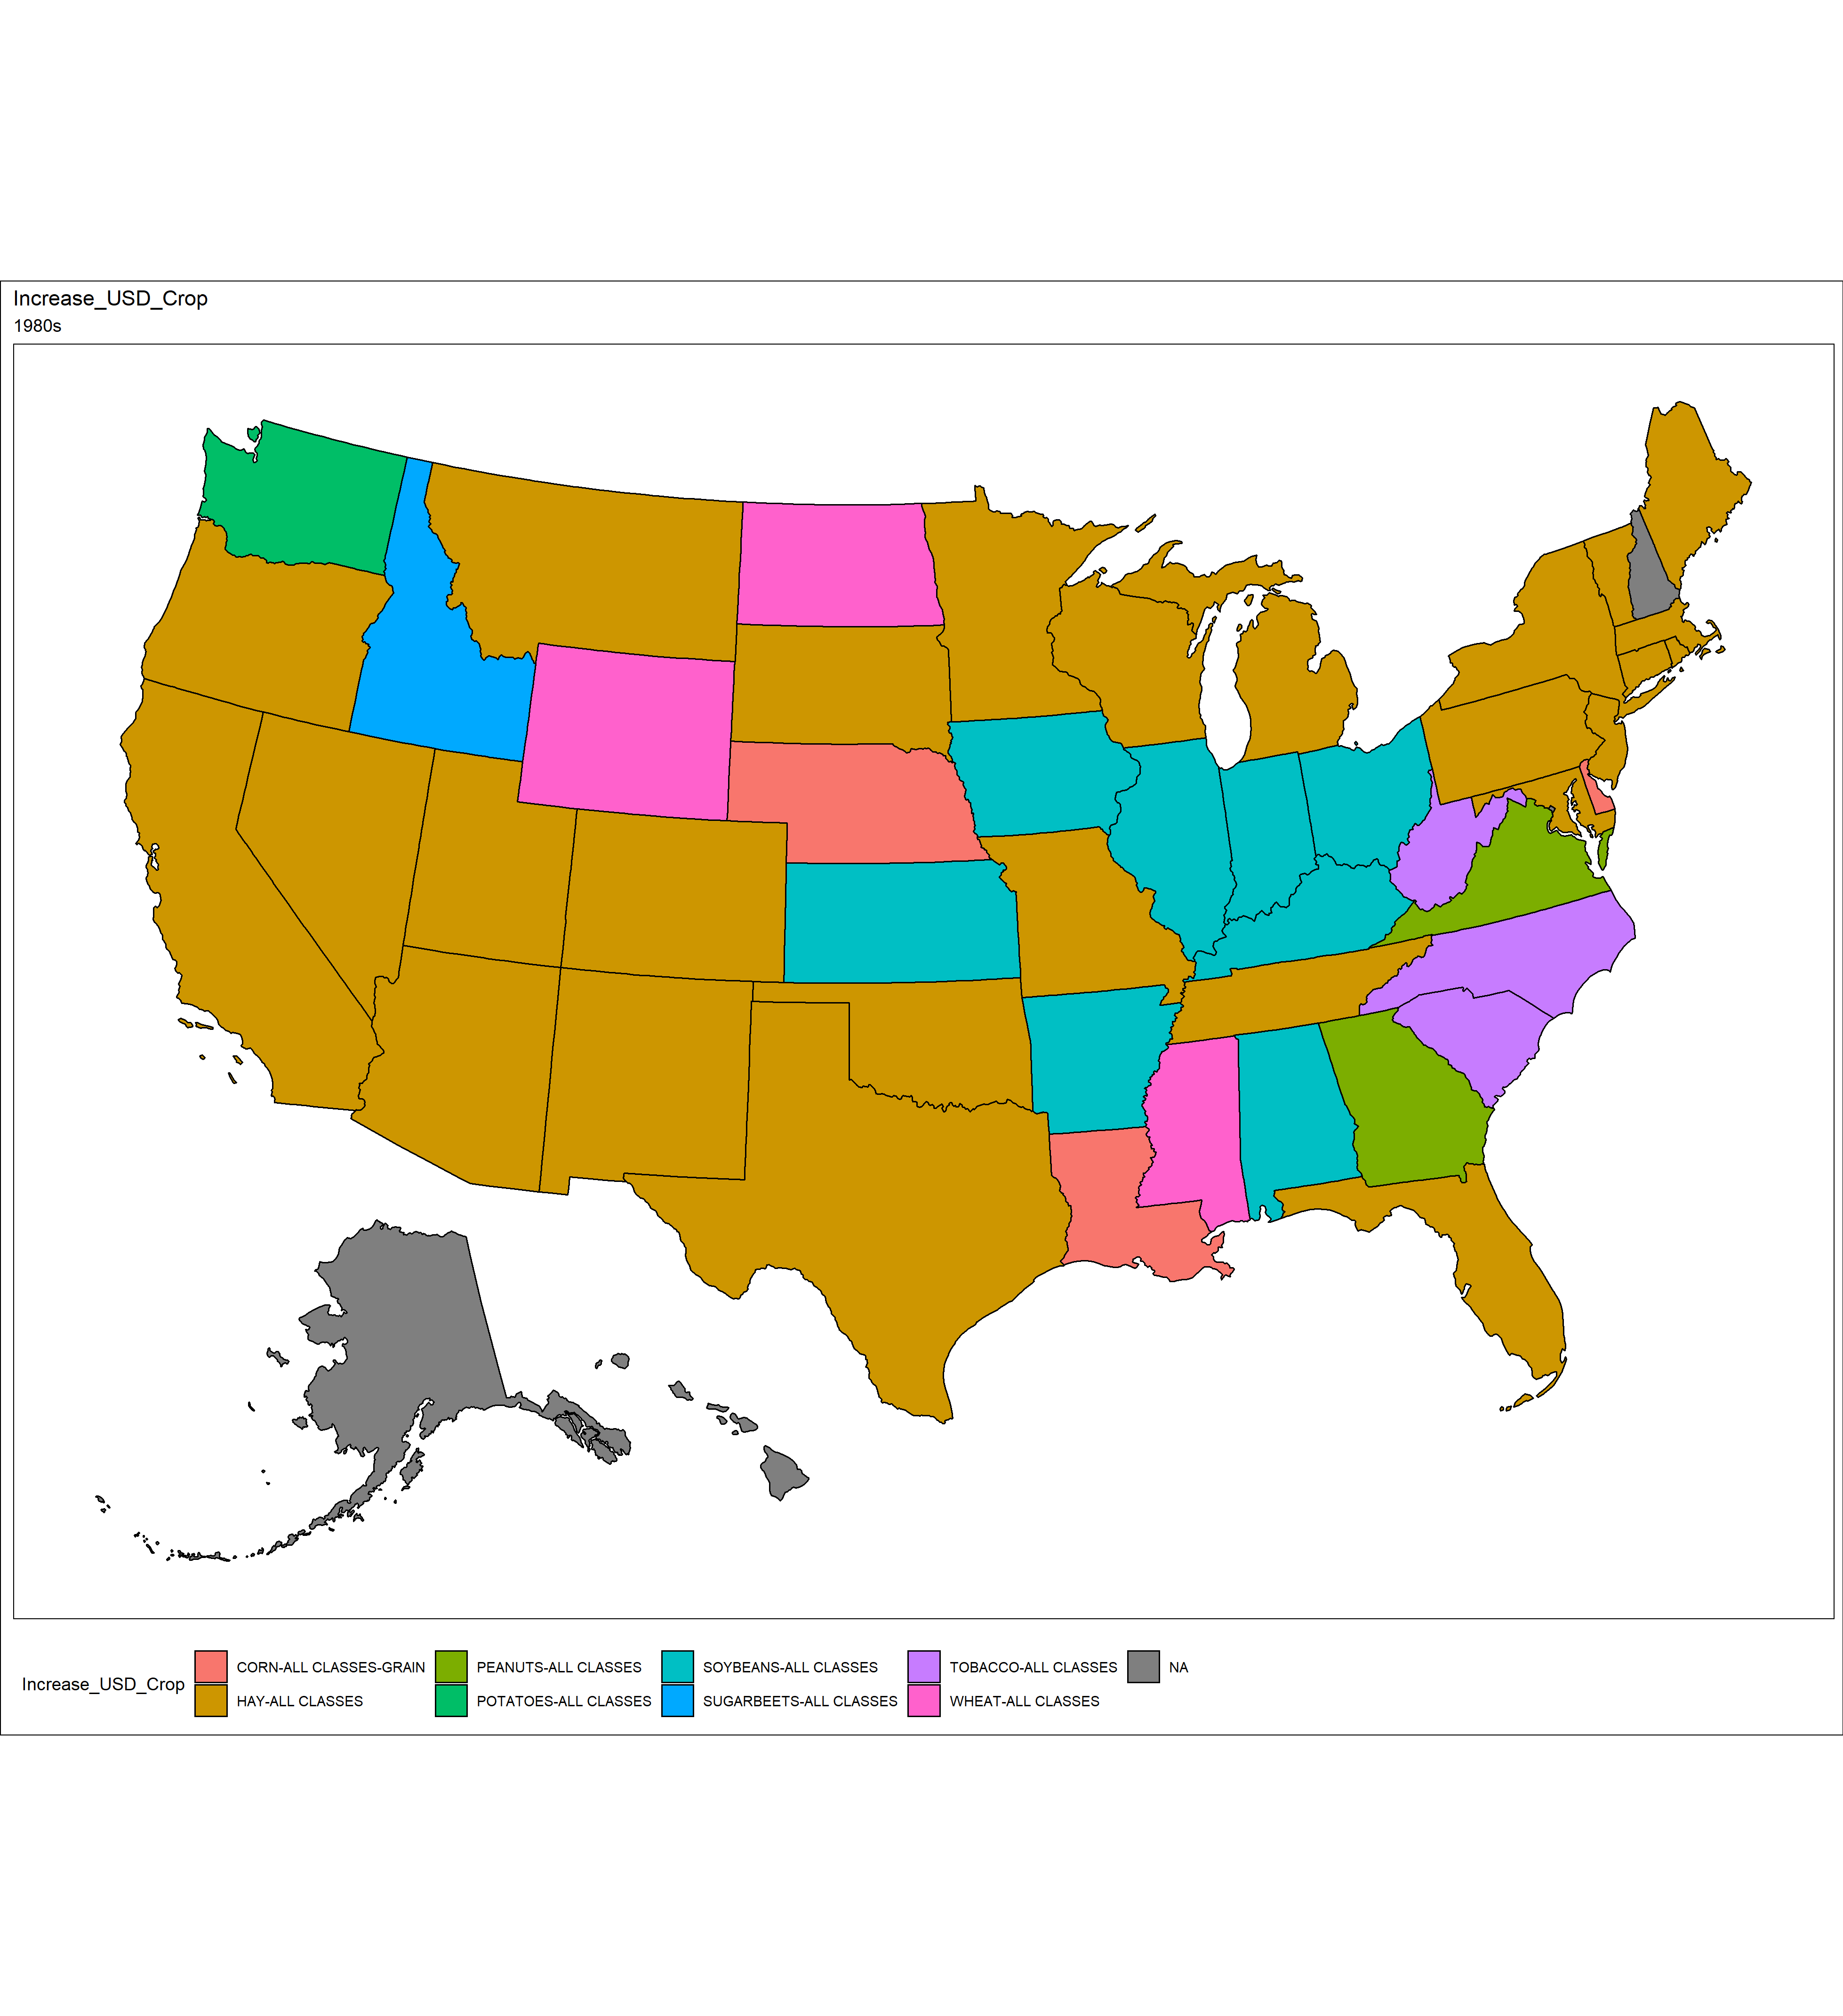 Increase_USD_Crop
1980s
Increase_USD_Crop
CORN-ALL CLASSES-GRAIN
HAY-ALL CLASSES
PEANUTS-ALL CLASSES
POTATOES-ALL CLASSES
SOYBEANS-ALL CLASSES
SUGARBEETS-ALL CLASSES
TOBACCO-ALL CLASSES
WHEAT-ALL CLASSES
NA